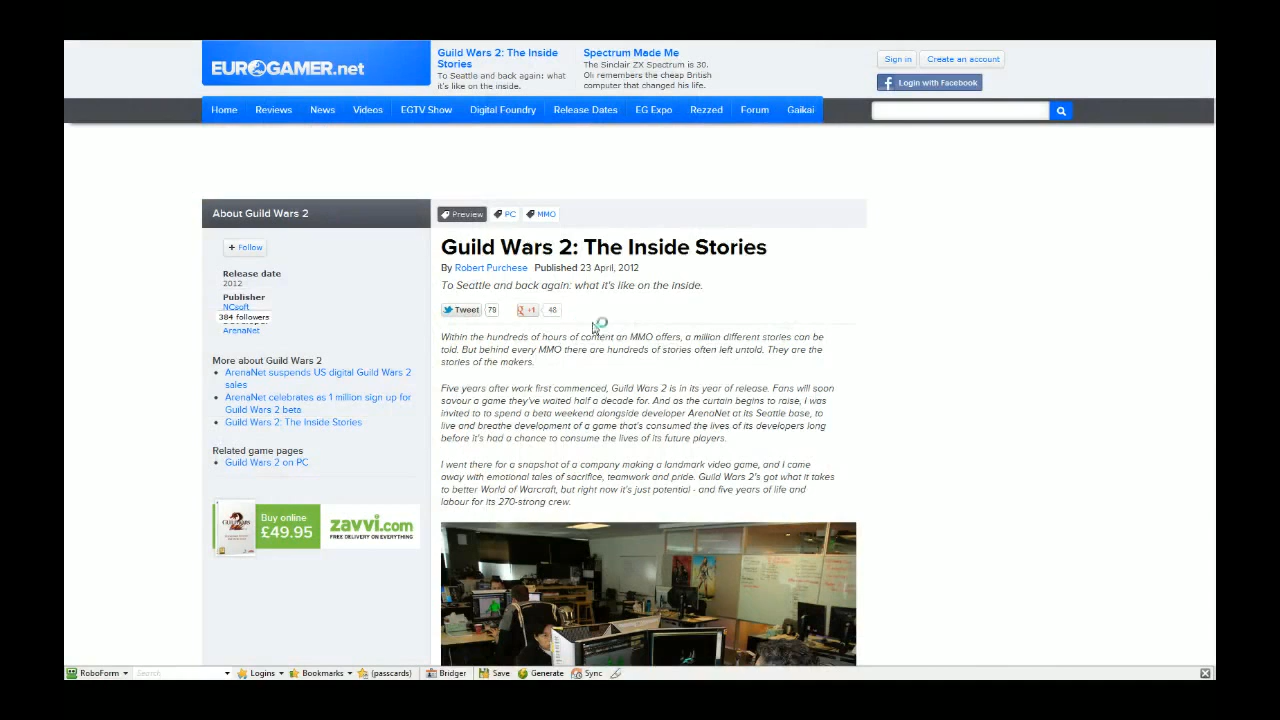 EUROGAMER.net
Guild Wars 2: The Inside
Stories
To Seattle and back again: what
it's like on the inside.
Spectrum Made Me
The Sinclair ZX Spectrum is 30.
Oli remembers the cheap British
computer that changed his life.
Sign in
Create an account
Login with Facebook
Home
Reviews
News
Videos
EGTV Show
Digital Foundry
Release Dates
EG Expo
Rezzed
Forum
Gaikai
About Guild Wars 2
+ Follow
Release date
2012
Publisher
NCsoft
384 followers
ArenaNet
More about Guild Wars 2
ArenaNet suspends US digital Guild Wars 2
sales
ArenaNet celebrates as 1 million sign up for
Guild Wars 2 beta
Guild Wars 2: The Inside Stories
Related game pages
Guild Wars 2 on PC
Buy online
£49.95
zavvi.com
FREE DELIVERY ON EVERYTHING
Preview
PC
MMO
Guild Wars 2: The Inside Stories
By Robert Purchese Published 23 April, 2012
To Seattle and back again: what it's like on the inside.
Tweet 79 +1 48
Within the hundreds of hours of content an MMO offers, a million different stories can be
told. But behind every MMO there are hundreds of stories often left untold. They are the
stories of the makers.
Five years after work first commenced, Guild Wars 2 is in its year of release. Fans will soon
savour a game they've waited half a decade for. And as the curtain begins to raise, I was
invited to to spend a beta weekend alongside developer ArenaNet at its Seattle base, to
live and breathe development of a game that's consumed the lives of its developers long
before it's had a chance to consume the lives of its future players.
I went there for a snapshot of a company making a landmark video game, and I came
away with emotional tales of sacrifice, teamwork and pride. Guild Wars 2's got what it takes
to better World of Warcraft, but right now it's just potential - and five years of life and
labour for its 270-strong crew.
RoboForm
Search
Logins
Bookmarks
(passcards)
Bridger
Save
Generate
Sync